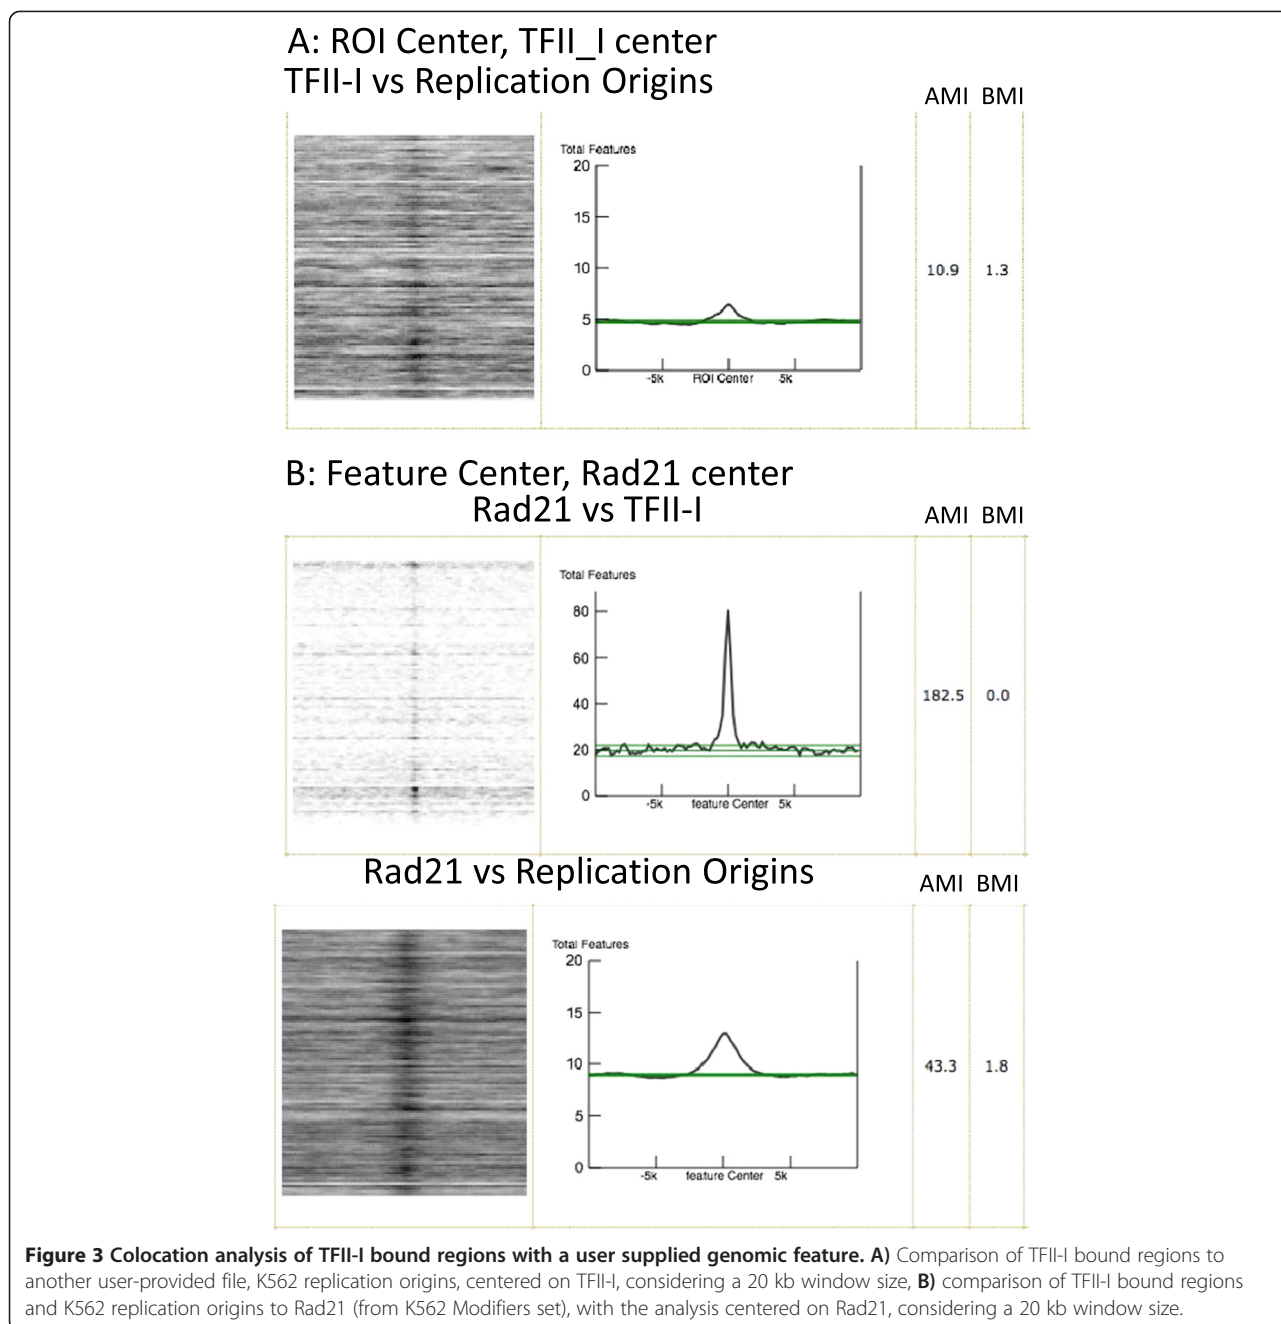 A: ROI Center, TFII_I center
TFII-I vs Replication Origins
AMI BMI
Total Features
20
15
10
5
0
-5k ROI Center 5k
10.9 1.3
B: Feature Center, Rad21 center
Rad21 vs TFII-I
AMI BMI
Total Features
80
60
40
20
0
-5k feature Center 5k
182.5 0.0
Rad21 vs Replication Origins
AMI BMI
Total Features
20
15
10
5
0
-5k feature Center 5k
43.3 1.8
Figure 3 Colocation analysis of TFII-I bound regions with a user supplied genomic feature. A) Comparison of TFII-I bound regions to
another user-provided file, K562 replication origins, centered on TFII-I, considering a 20 kb window size, B) comparison of TFII-I bound regions
and K562 replication origins to Rad21 (from K562 Modifiers set), with the analysis centered on Rad21, considering a 20 kb window size.